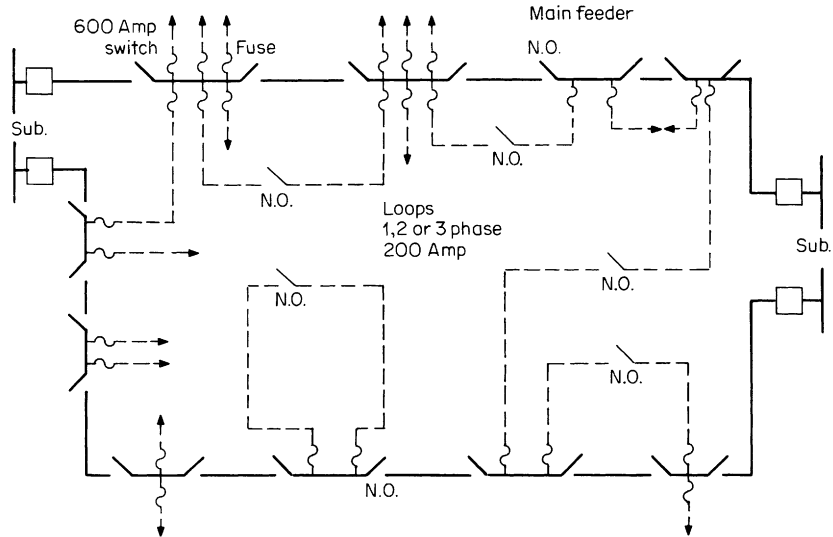 Main feeder
600 Amp
switch
Fuse
N.O.
Sub.
N.O.
N.O.
Loops
1,2 or 3 phase
200 Amp
Sub.
N.O.
N.O.
N.O.
N.O.